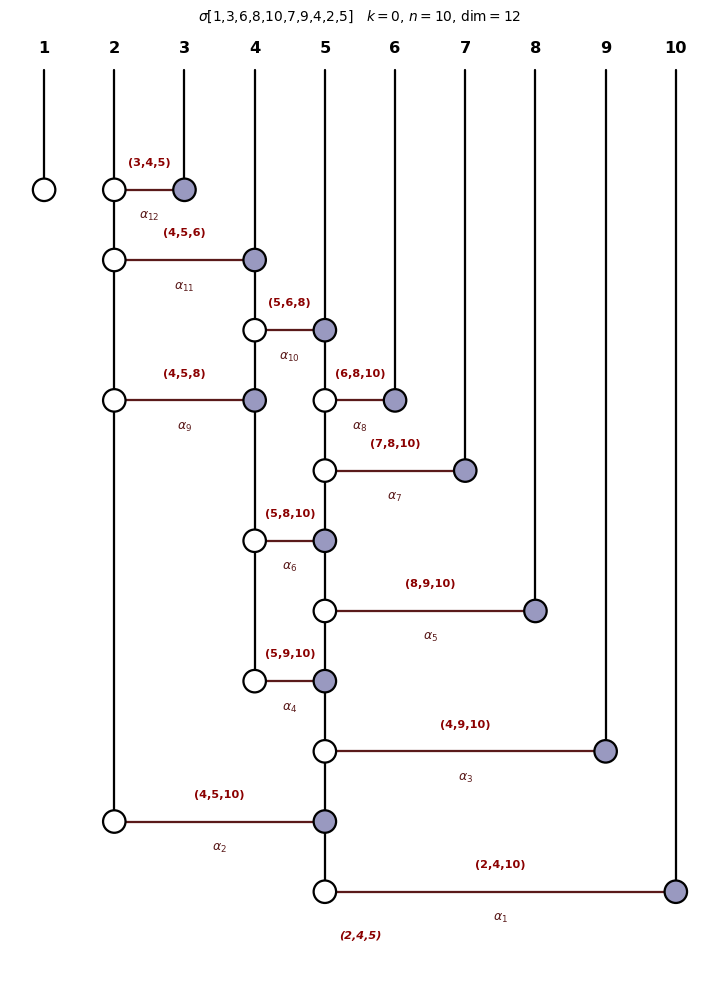 σ[1,3,6,8,10,7,9,4,2,5]   k = 0, n = 10, dim = 12
1 2 3 4 5 6 7 8 9 10
(3,4,5)
α₁₂
(4,5,6)
α₁₁
(5,6,8)
α₁₀
(4,5,8) (6,8,10)
α₉ α₈
(7,8,10)
α₇
(5,8,10)
α₆
(8,9,10)
α₅
(5,9,10)
α₄
(4,9,10)
α₃
(4,5,10)
α₂
(2,4,10)
α₁
(2,4,5)